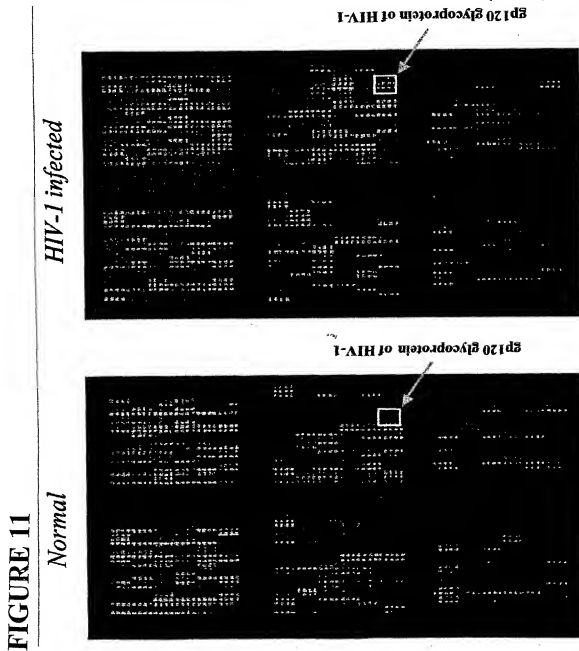 FIGURE 11
Normal
HIV-1 infected
gp120 glycoprotein of HIV-1
gp120 glycoprotein of HIV-1